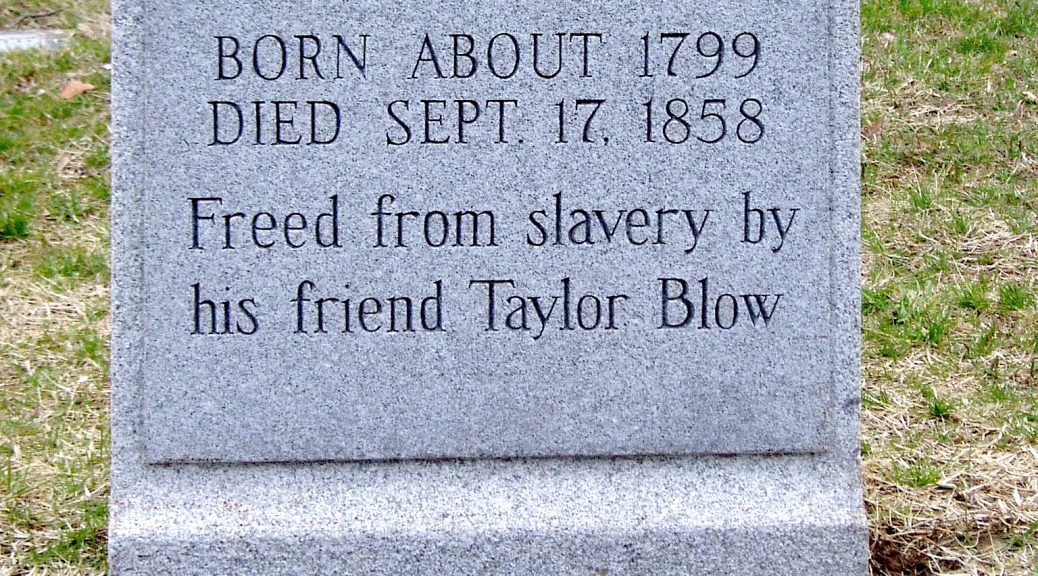 BORN ABOUT 1799
DIED SEPT. 17, 1858
Freed from slavery by
his friend Taylor Blow